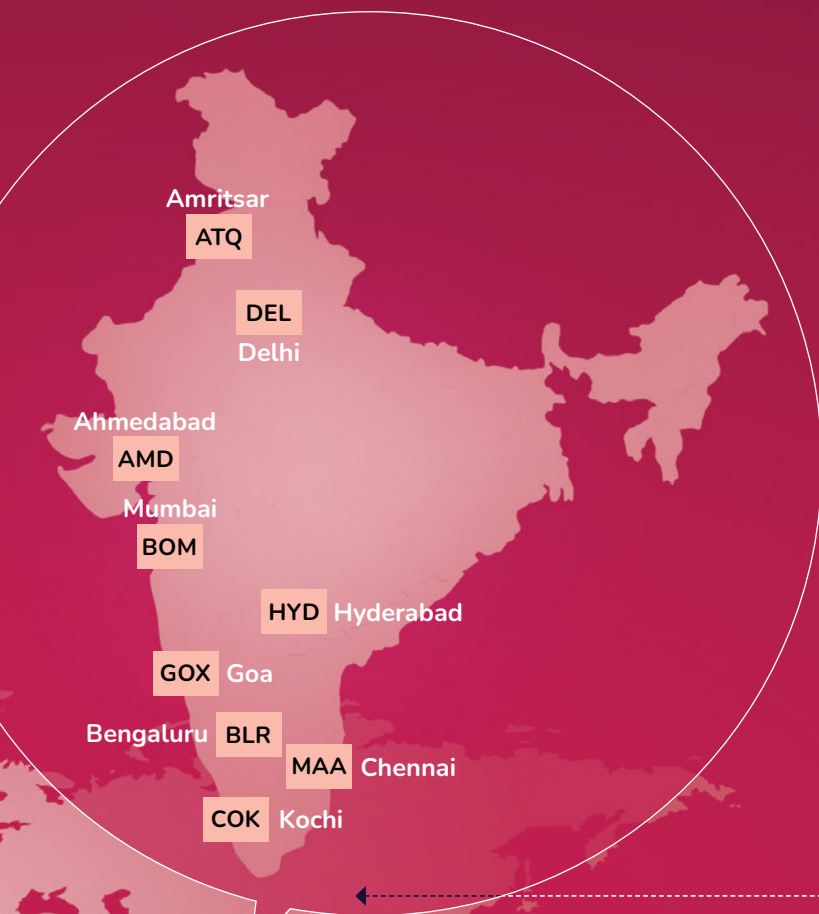 Amritsar
ATQ
DEL
Delhi
Ahmedabad
AMD
Mumbai
BOM
HYD Hyderabad
GOX Goa
Bengaluru BLR
MAA Chennai
COK Kochi